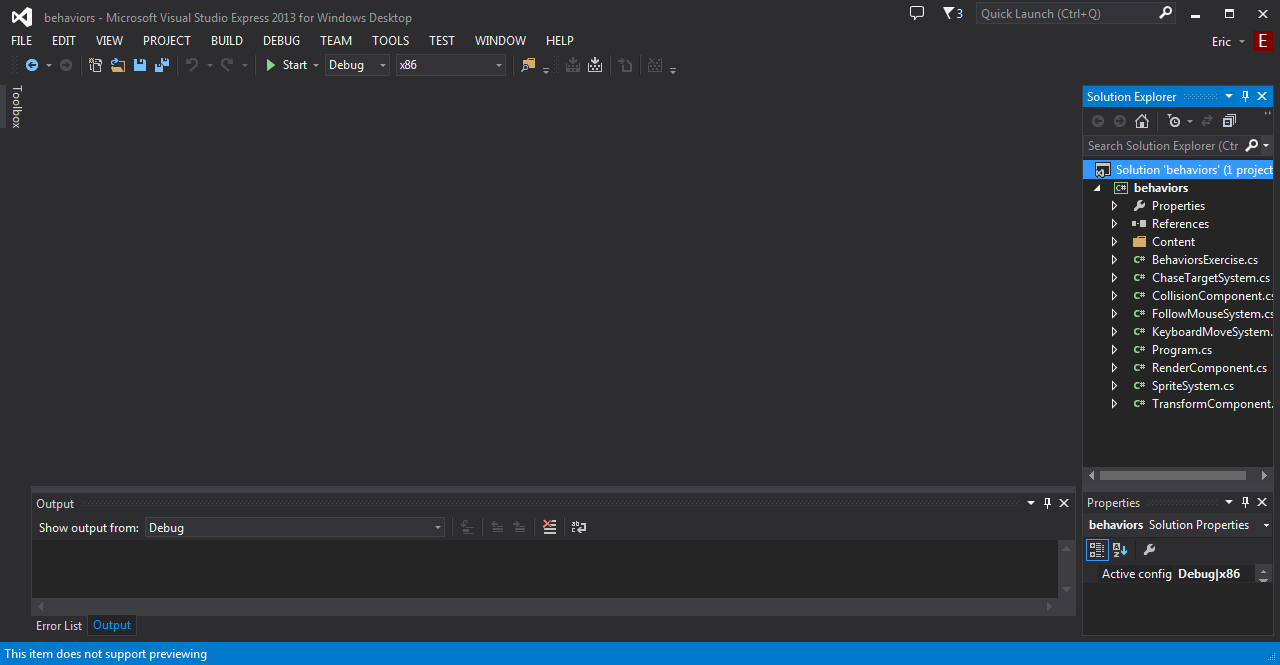 behaviors - Microsoft Visual Studio Express 2013 for Windows Desktop
3
Quick Launch (Ctrl+Q)
FILE EDIT VIEW PROJECT BUILD DEBUG TEAM TOOLS TEST WINDOW HELP
Eric
E
Start Debug x86
Toolbox
Solution Explorer
Search Solution Explorer (Ctr
Solution 'behaviors' (1 project
C# behaviors
Properties
References
Content
C# BehaviorsExercise.cs
C# ChaseTargetSystem.cs
C# CollisionComponent.cs
C# FollowMouseSystem.cs
C# KeyboardMoveSystem.
C# Program.cs
C# RenderComponent.cs
C# SpriteSystem.cs
C# TransformComponent.
Output
Show output from: Debug
Error List Output
Properties
behaviors Solution Properties
Active config Debug|x86
This item does not support previewing